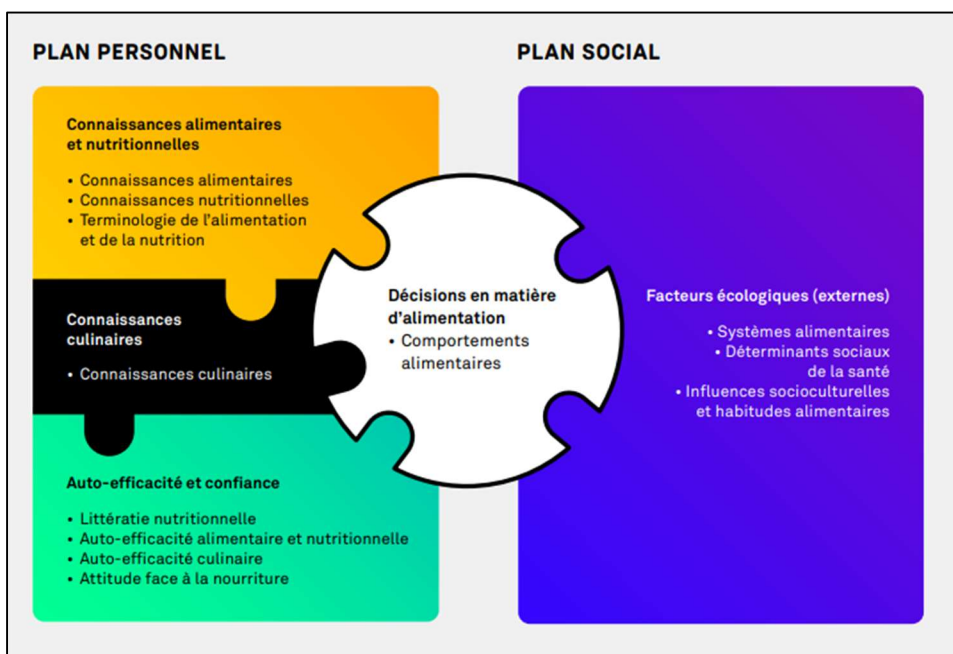 PLAN PERSONNEL
Connaissances alimentaires
et nutritionnelles
• Connaissances alimentaires
• Connaissances nutritionnelles
• Terminologie de l’alimentation
et de la nutrition
Connaissances
culinaires
• Connaissances culinaires
Auto-efficacité et confiance
• Littératie nutritionnelle
• Auto-efficacité alimentaire et nutritionnelle
• Auto-efficacité culinaire
• Attitude face à la nourriture
Décisions en matière
d’alimentation
• Comportements
alimentaires
PLAN SOCIAL
Facteurs écologiques (externes)
• Systèmes alimentaires
• Déterminants sociaux
de la santé
• Influences socioculturelles
et habitudes alimentaires